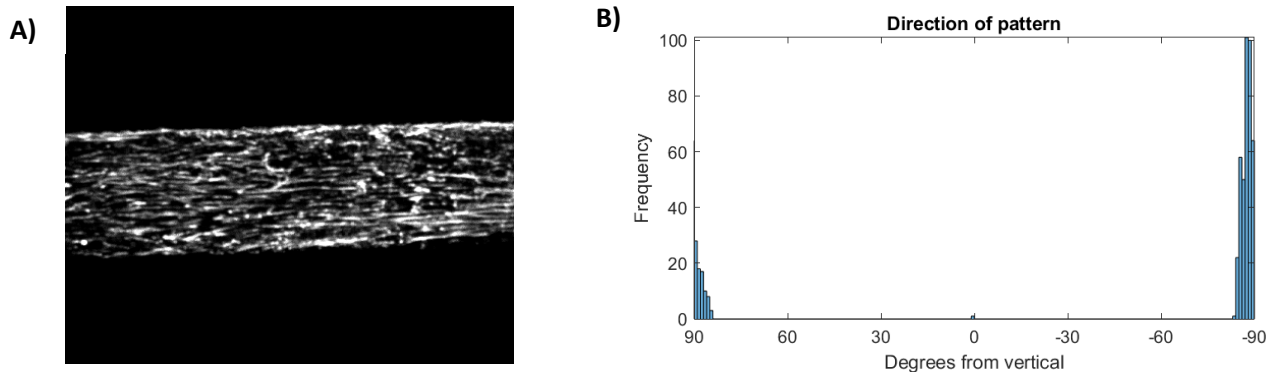 A)
B)
Direction of pattern
100
80
60
40
20
0
Frequency
90 60 30 0 -30 -60 -90
Degrees from vertical